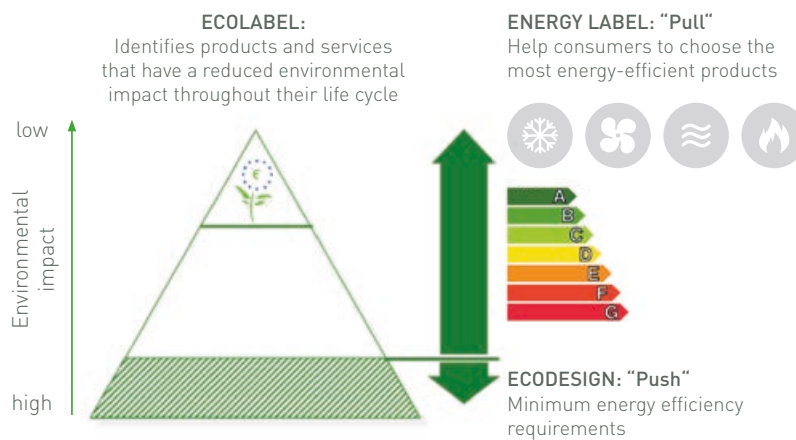 ECOLABEL:
Identifies products and services
that have a reduced environmental
impact throughout their life cycle
ENERGY LABEL: “Pull“
Help consumers to choose the
most energy-efficient products
low
Environmental
impact
high
€
A
B
C
D
E
F
G
ECODESIGN: “Push“
Minimum energy efficiency
requirements